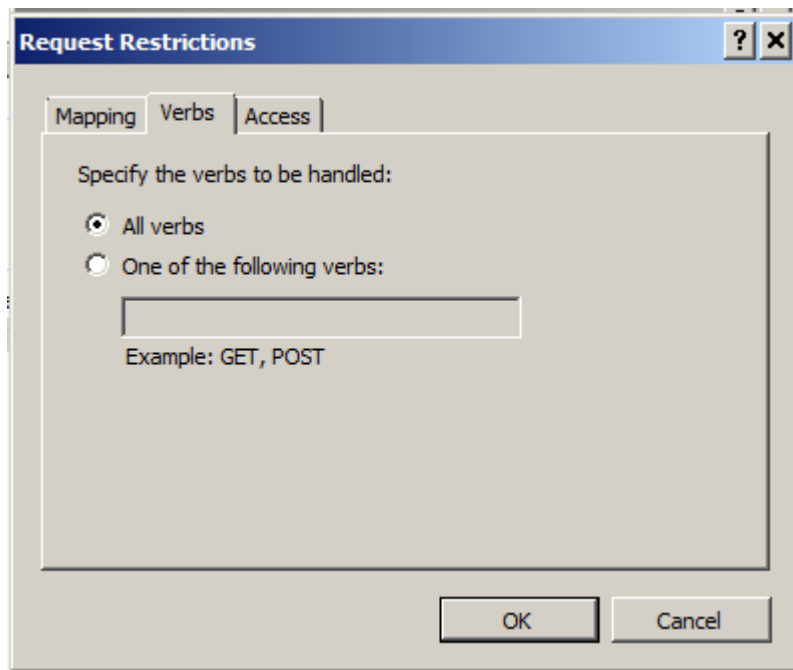 Request Restrictions
Mapping Verbs Access
Specify the verbs to be handled:
All verbs
One of the following verbs:
Example: GET, POST
OK Cancel